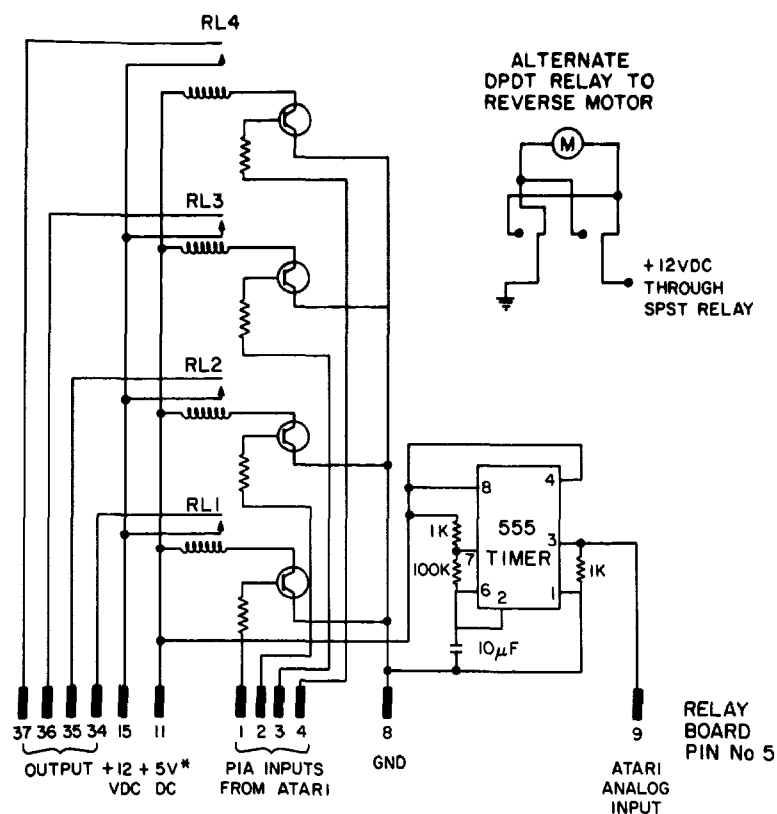 RL4
ALTERNATE
DPDT RELAY TO
REVERSE MOTOR
M
RL3
+12VDC
THROUGH
SPST RELAY
RL2
RL1
8
4
1K
555
TIMER
3
7
100K
6
2
1
1K
10μF
37 36 35 34 15 11 1 2 3 4 8 9
OUTPUT
+12 VDC
+5V* DC
PIA INPUTS
FROM ATARI
GND
ATARI
ANALOG
INPUT
RELAY
BOARD
PIN No 5